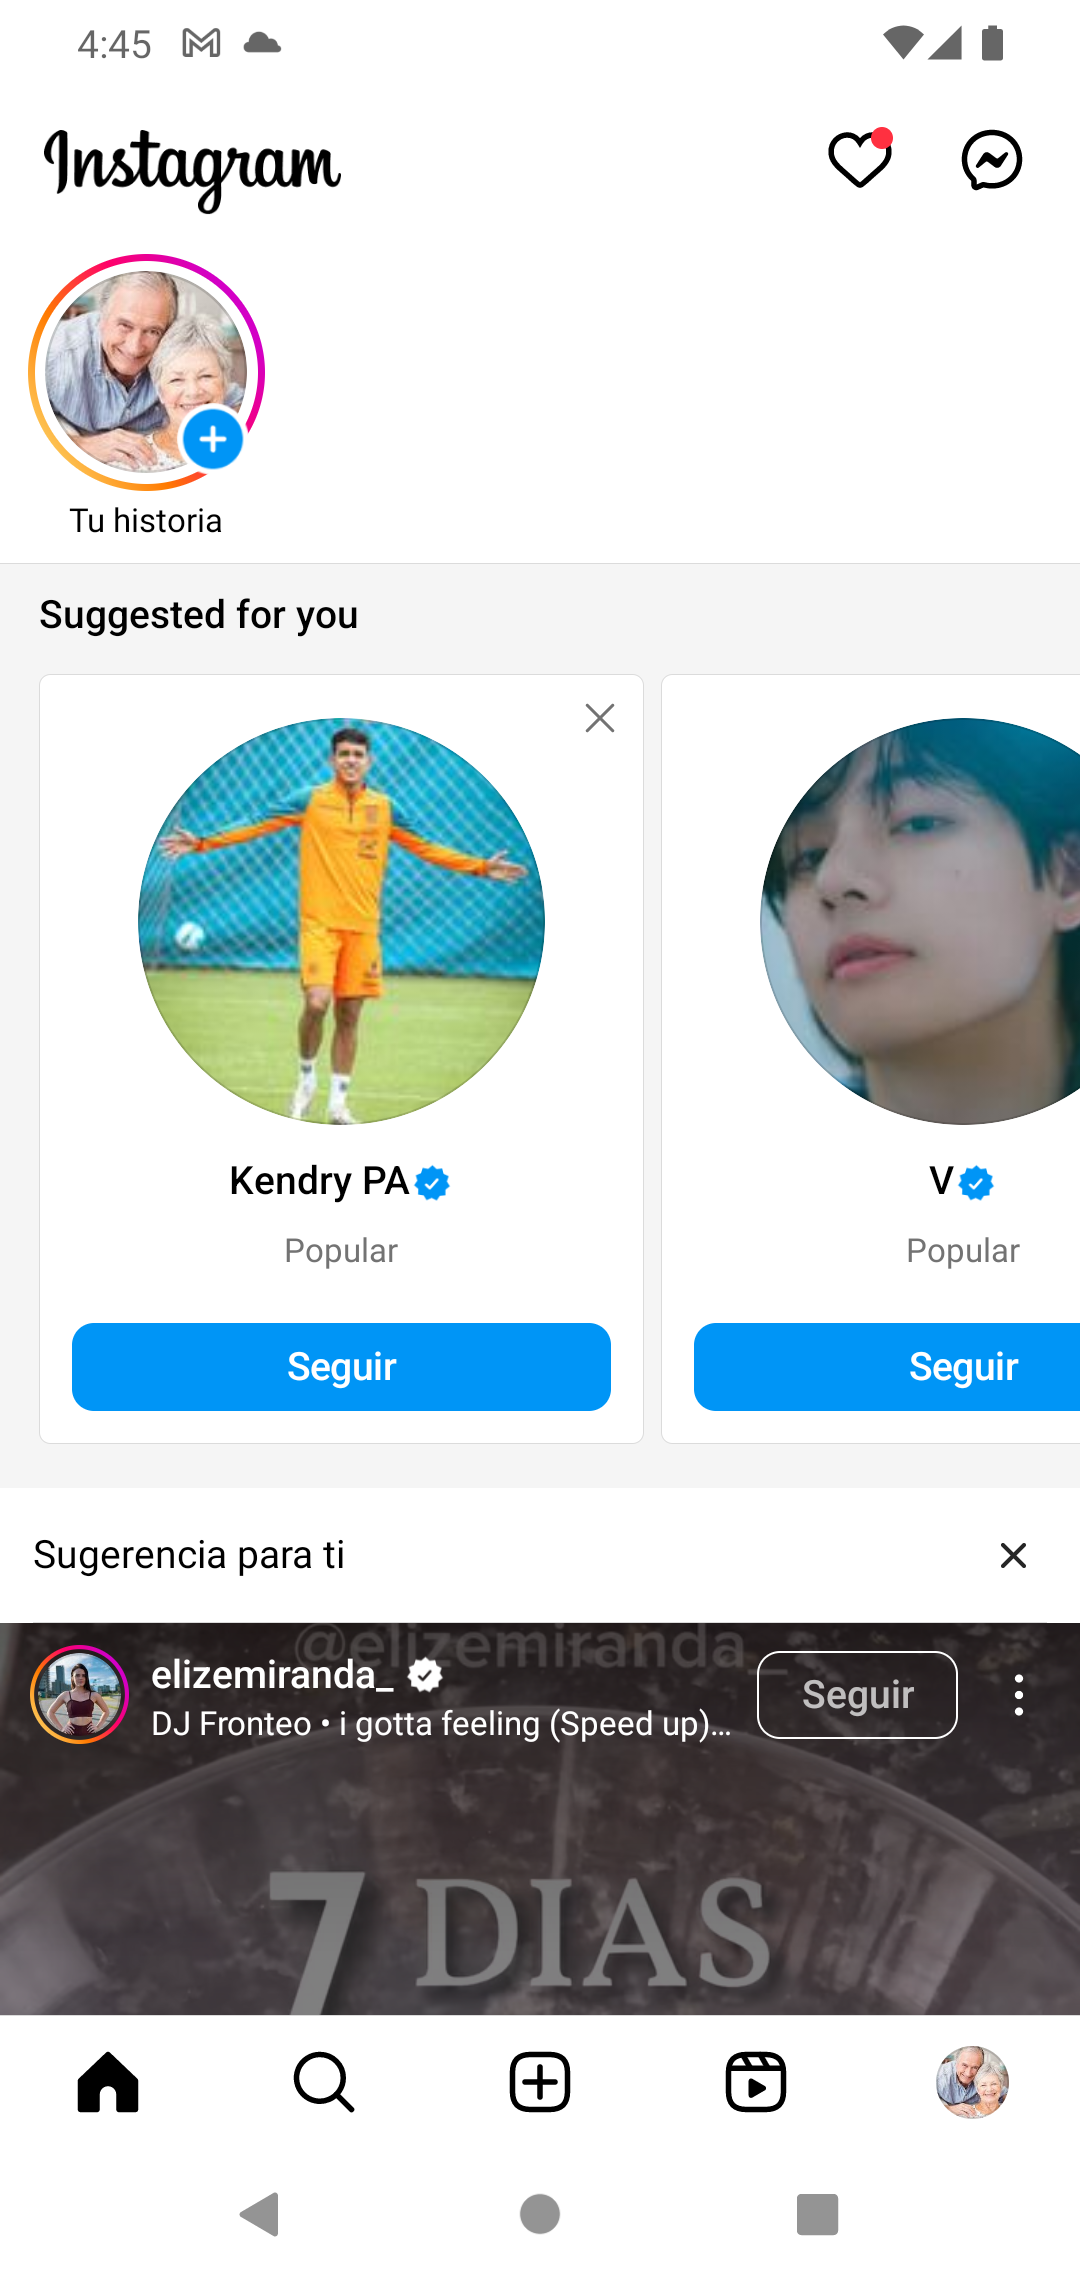 4:45
Instagram
Tu historia
Suggested for you
Kendry PA
V
Popular
Popular
Seguir
Seguir
Sugerencia para ti
@elizemiranda_
elizemiranda_
Seguir
DJ Fronteo • i gotta feeling (Speed up)...
7 DIAS